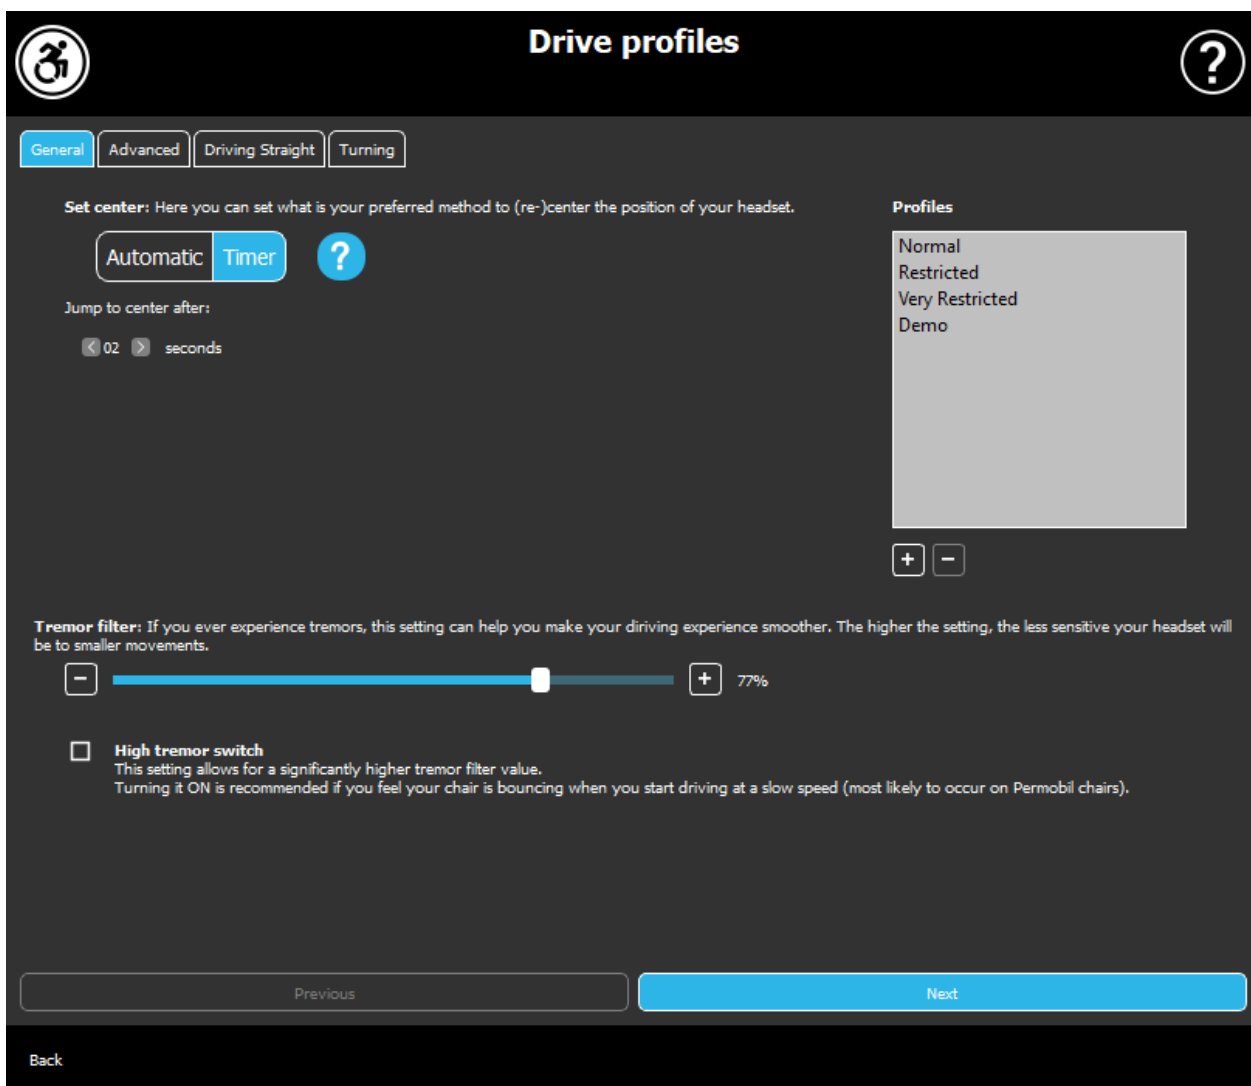 Drive profiles
?
General Advanced Driving Straight Turning
Set center: Here you can set what is your preferred method to (re-)center the position of your headset.
Automatic Timer ?
Jump to center after:
< 02 > seconds
Profiles
Normal
Restricted
Very Restricted
Demo
+ −
Tremor filter: If you ever experience tremors, this setting can help you make your diriving experience smoother. The higher the setting, the less sensitive your headset will
be to smaller movements.
− + 77%
High tremor switch
This setting allows for a significantly higher tremor filter value.
Turning it ON is recommended if you feel your chair is bouncing when you start driving at a slow speed (most likely to occur on Permobil chairs).
Previous Next
Back